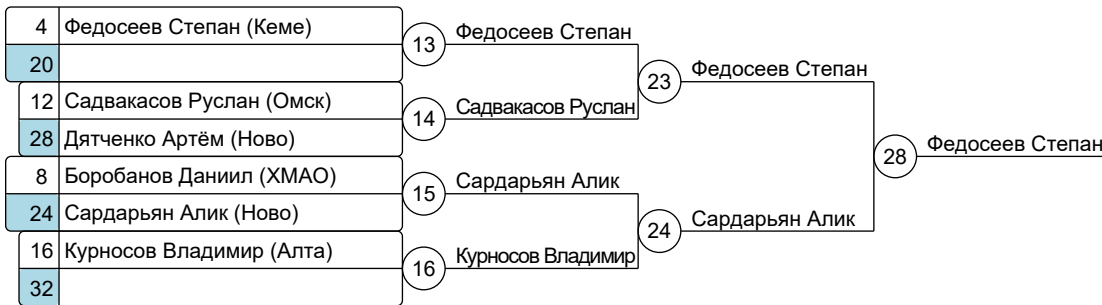 4 Федосеев Степан (Кеме)
13 Федосеев Степан
20
23 Федосеев Степан
12 Садвакасов Руслан (Омск)
14 Садвакасов Руслан
28 Дятченко Артём (Ново)
28 Федосеев Степан
8 Боробанов Даниил (ХМАО)
15 Сардарьян Алик
24 Сардарьян Алик (Ново)
24 Сардарьян Алик
16 Курносов Владимир (Алта)
16 Курносов Владимир
32